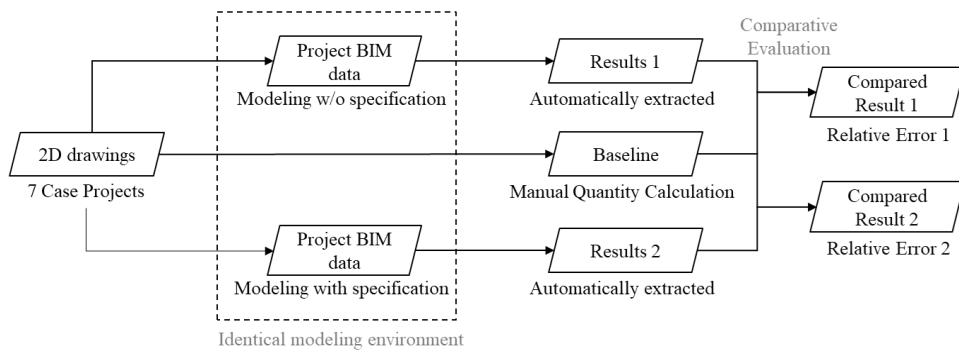 Project BIM
data
Modeling w/o specification
Results 1
Automatically extracted
Comparative
Evaluation
Compared
Result 1
Relative Error 1
2D drawings
7 Case Projects
Baseline
Manual Quantity Calculation
Project BIM
data
Modeling with specification
Results 2
Automatically extracted
Compared
Result 2
Relative Error 2
Identical modeling environment